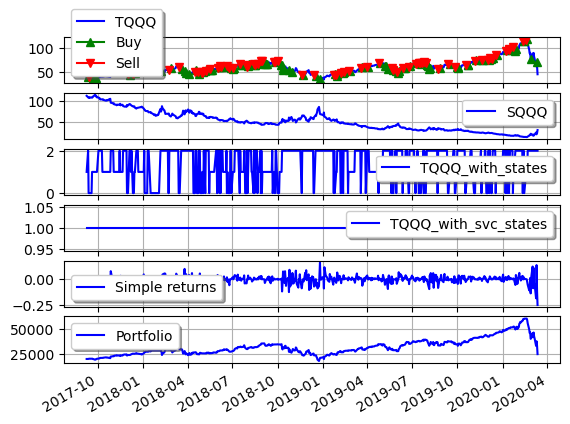 TQQQ
Buy
Sell
100
50
SQQQ
100
50
TQQQ_with_states
2
0
TQQQ_with_svc_states
1.05
1.00
0.95
Simple returns
0.00
−0.25
Portfolio
50000
25000
2017-10 2018-01 2018-04 2018-07 2018-10 2019-01 2019-04 2019-07 2019-10 2020-01 2020-04